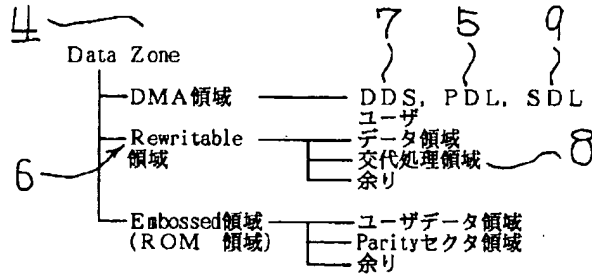 4 7 5 9
Data Zone
DMA領域 DDS, PDL, SDL
ユーザ
Rewritable データ領域
領域 交代処理領域 8
6 余り
Embossed領域 ユーザデータ領域
(ROM 領域) Parityセクタ領域
余り